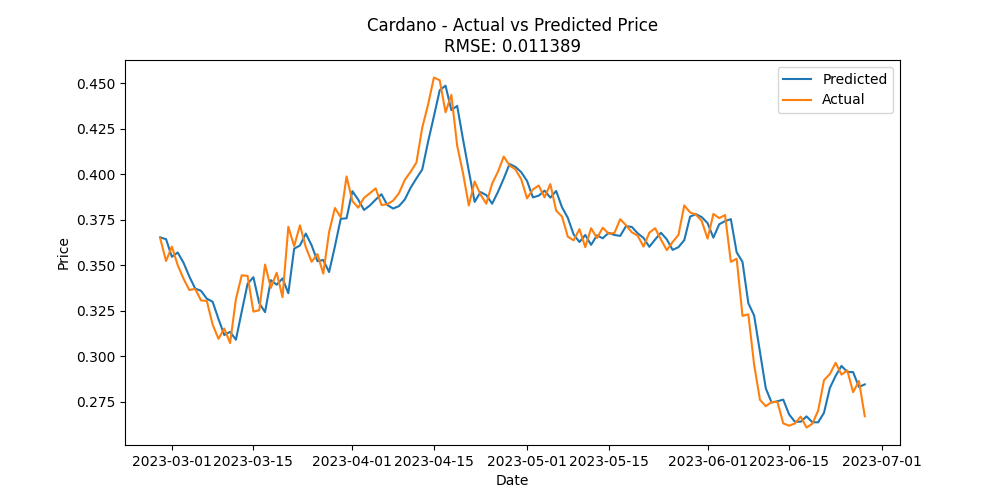 Cardano - Actual vs Predicted Price
RMSE: 0.011389
Predicted
Actual
Price
0.450
0.425
0.400
0.375
0.350
0.325
0.300
0.275
2023-03-01
2023-03-15
2023-04-01
2023-04-15
2023-05-01
2023-05-15
2023-06-01
2023-06-15
2023-07-01
Date